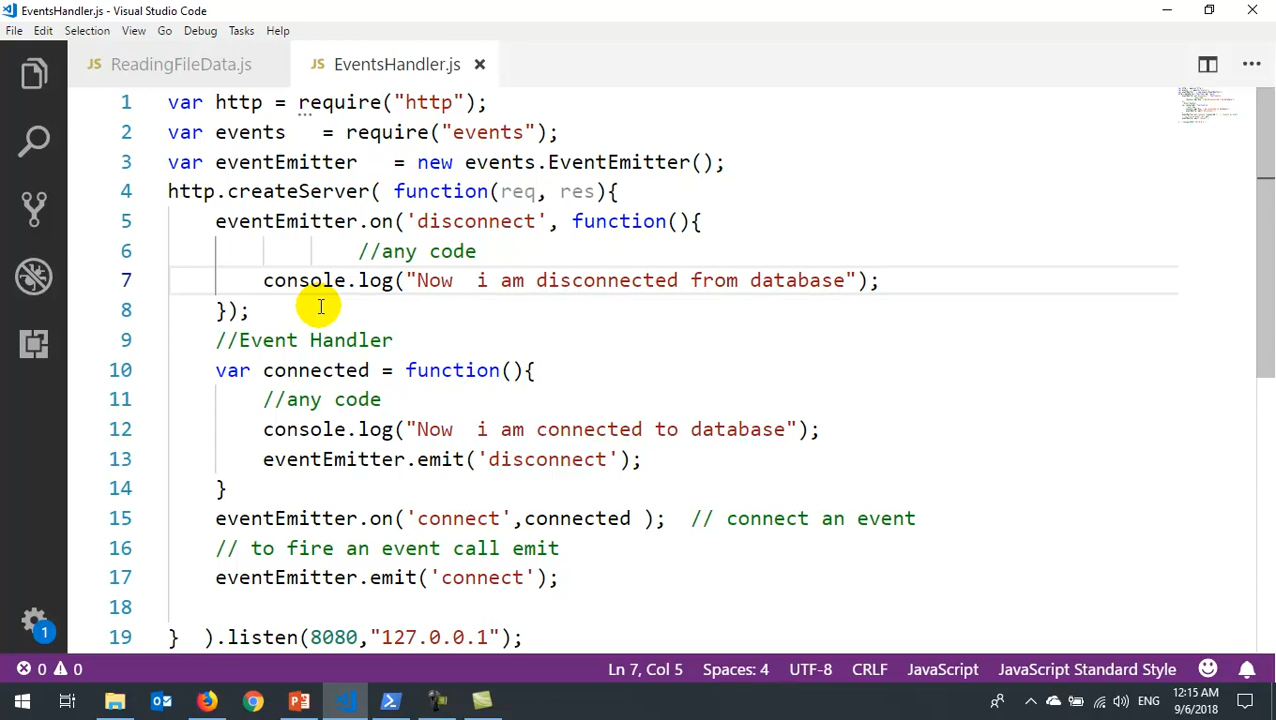 EventsHandler.js - Visual Studio Code
File Edit Selection View Go Debug Tasks Help
JS ReadingFileData.js JS EventsHandler.js
1 var http = require("http");
2 var events   = require("events");
3 var eventEmitter   = new events.EventEmitter();
4 http.createServer( function(req, res){
5     eventEmitter.on('disconnect', function(){
6                 //any code
7         console.log("Now  i am disconnected from database");
8     });
9     //Event Handler
10     var connected = function(){
11         //any code
12         console.log("Now  i am connected to database");
13         eventEmitter.emit('disconnect');
14     }
15     eventEmitter.on('connect',connected );  // connect an event
16     // to fire an event call emit
17     eventEmitter.emit('connect');
18
19 }  ).listen(8080,"127.0.0.1");
1
0 0 Ln 7, Col 5 Spaces: 4 UTF-8 CRLF JavaScript JavaScript Standard Style
ENG 12:15 AM
9/6/2018